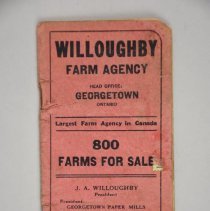 WILLOUGHBY
FARM AGENCY
HEAD OFFICE:
GEORGETOWN
ONTARIO
Largest Farm Agency in Canada
800
FARMS FOR SALE
J. A. WILLOUGHBY
President
President
GEORGETOWN PAPER MILLS